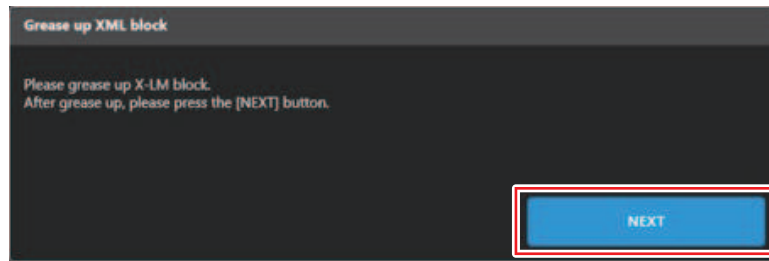 Grease up XML block
Please grease up X-LM block.
After grease up, please press the [NEXT] button.
NEXT